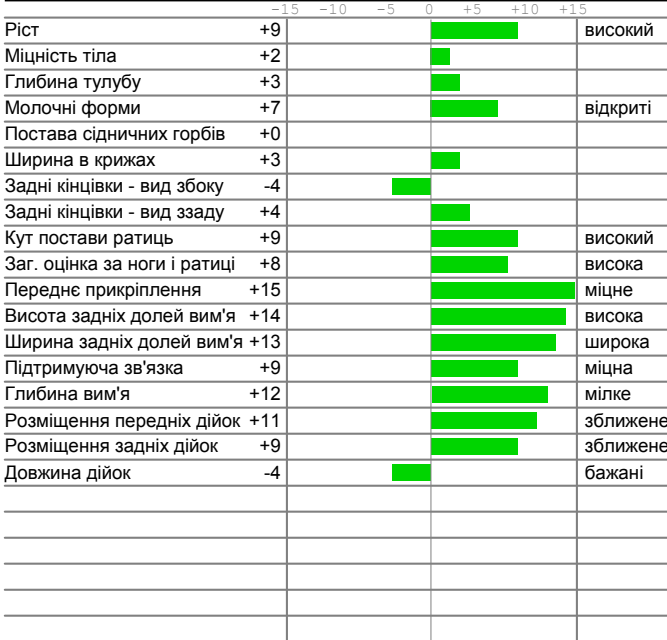 -15 -10 -5 0 +5 +10 +15
Ріст +9 високий
Міцність тіла +2
Глибина тулубу +3
Молочні форми +7 відкриті
Постава сідничних горбів +0
Ширина в крижах +3
Задні кінцівки - вид збоку -4
Задні кінцівки - вид ззаду +4
Кут постави ратиць +9 високий
Заг. оцінка за ноги і ратиці +8 висока
Переднє прикріплення +15 міцне
Висота задніх долей вим'я +14 висока
Ширина задніх долей вим'я +13 широка
Підтримуюча зв'язка +9 міцна
Глибина вим'я +12 мілке
Розміщення передніх дійок +11 зближене
Розміщення задніх дійок +9 зближене
Довжина дійок -4 бажані